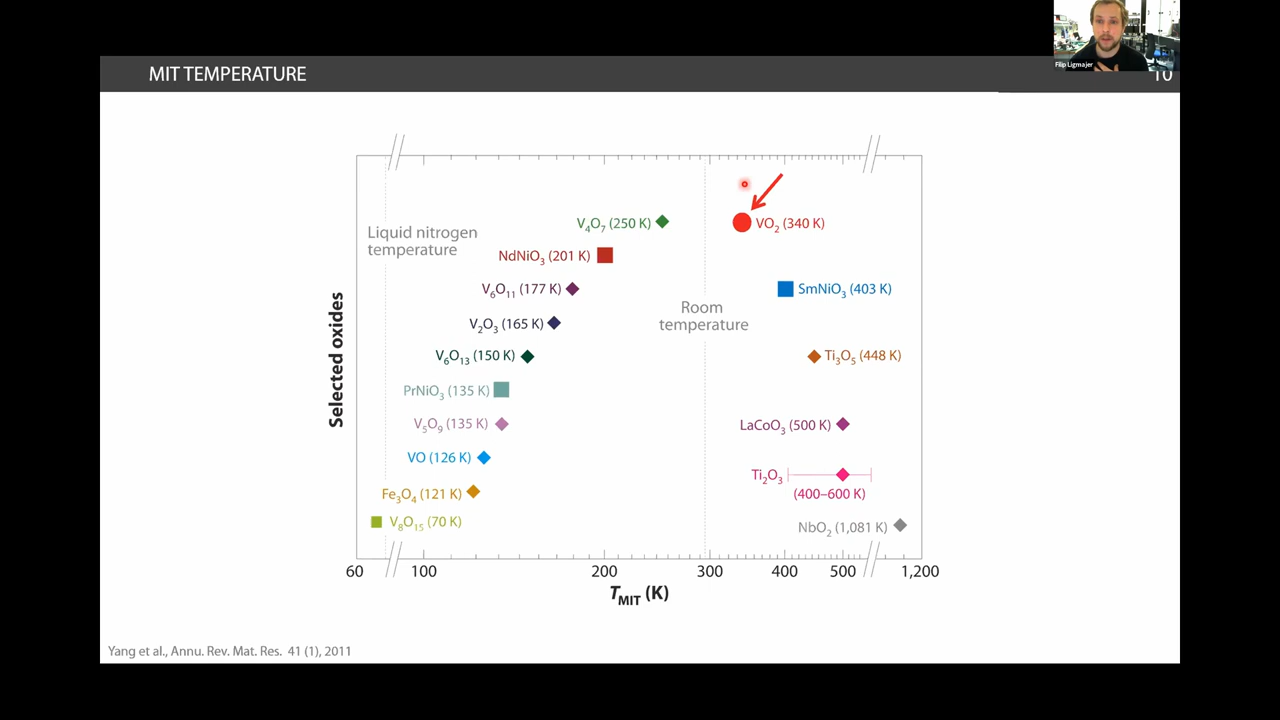 Filip Ligmajer
MIT TEMPERATURE
10
V₄O₇ (250 K)
VO₂ (340 K)
Liquid nitrogen
temperature
NdNiO₃ (201 K)
V₆O₁₁ (177 K)
SmNiO₃ (403 K)
Room
temperature
V₂O₃ (165 K)
V₆O₁₃ (150 K)
Ti₃O₅ (448 K)
PrNiO₃ (135 K)
V₅O₉ (135 K)
LaCoO₃ (500 K)
VO (126 K)
Ti₂O₃
(400–600 K)
Fe₃O₄ (121 K)
V₈O₁₅ (70 K)
NbO₂ (1,081 K)
Selected oxides
60 100 200 300 400 500 1,200
T_MIT (K)
Yang et al., Annu. Rev. Mat. Res. 41 (1), 2011